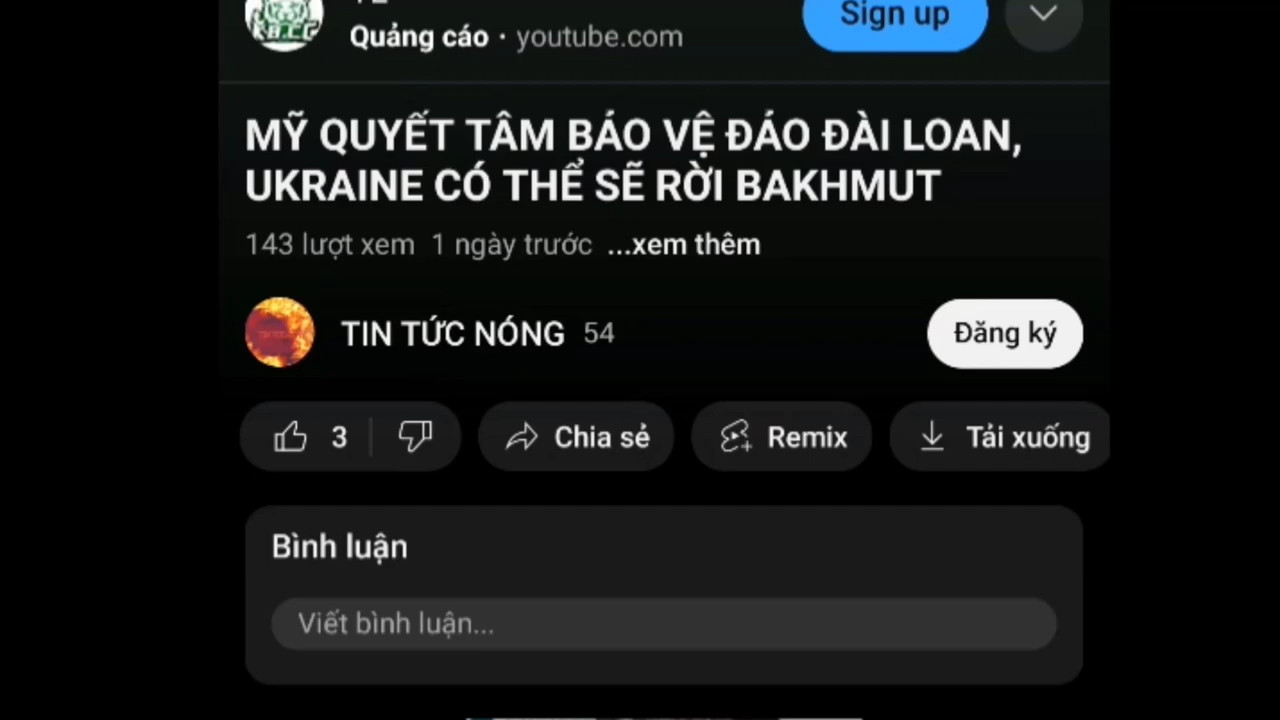 Sign up
Quảng cáo · youtube.com
MỸ QUYẾT TÂM BẢO VỆ ĐẢO ĐÀI LOAN,
UKRAINE CÓ THỂ SẼ RỜI BAKHMUT
143 lượt xem 1 ngày trước ...xem thêm
TIN TỨC NÓNG 54
Đăng ký
3
Chia sẻ
Remix
Tải xuống
Bình luận
Viết bình luận...